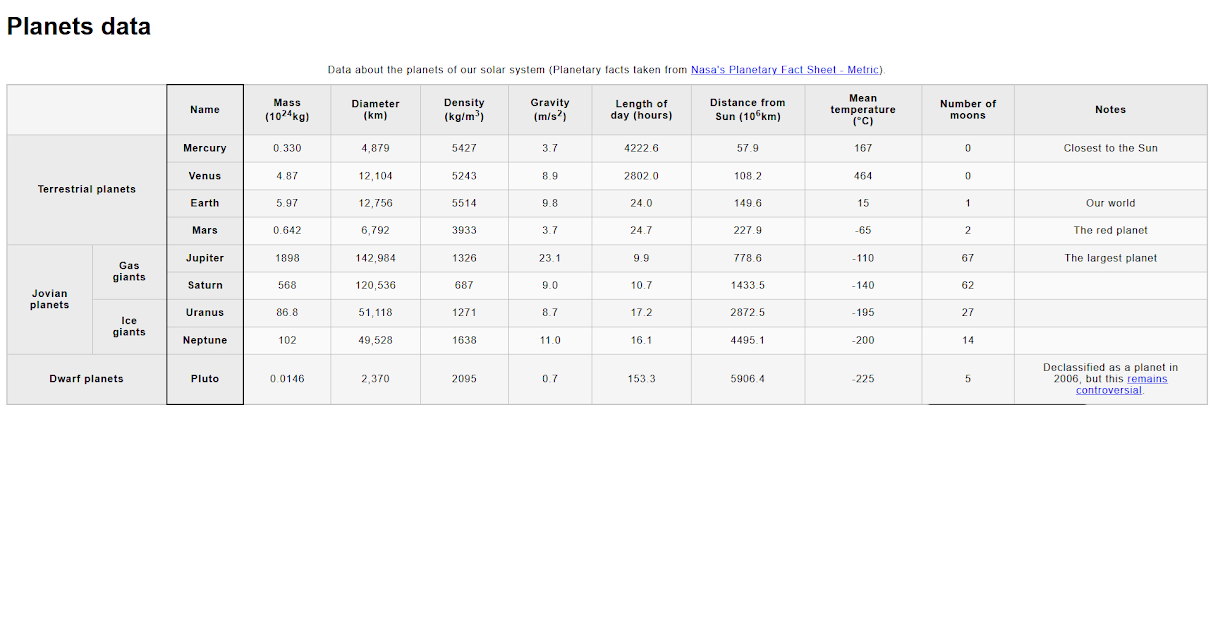 Planets data
Data about the planets of our solar system (Planetary facts taken from Nasa's Planetary Fact Sheet - Metric).
Name Mass (10²⁴kg) Diameter (km) Density (kg/m³) Gravity (m/s²) Length of day (hours) Distance from Sun (10⁶km) Mean temperature (°C) Number of moons Notes
Terrestrial planets
Mercury 0.330 4,879 5427 3.7 4222.6 57.9 167 0 Closest to the Sun
Venus 4.87 12,104 5243 8.9 2802.0 108.2 464 0
Earth 5.97 12,756 5514 9.8 24.0 149.6 15 1 Our world
Mars 0.642 6,792 3933 3.7 24.7 227.9 -65 2 The red planet
Jovian planets
Gas giants
Jupiter 1898 142,984 1326 23.1 9.9 778.6 -110 67 The largest planet
Saturn 568 120,536 687 9.0 10.7 1433.5 -140 62
Ice giants
Uranus 86.8 51,118 1271 8.7 17.2 2872.5 -195 27
Neptune 102 49,528 1638 11.0 16.1 4495.1 -200 14
Dwarf planets Pluto 0.0146 2,370 2095 0.7 153.3 5906.4 -225 5 Declassified as a planet in 2006, but this remains controversial.